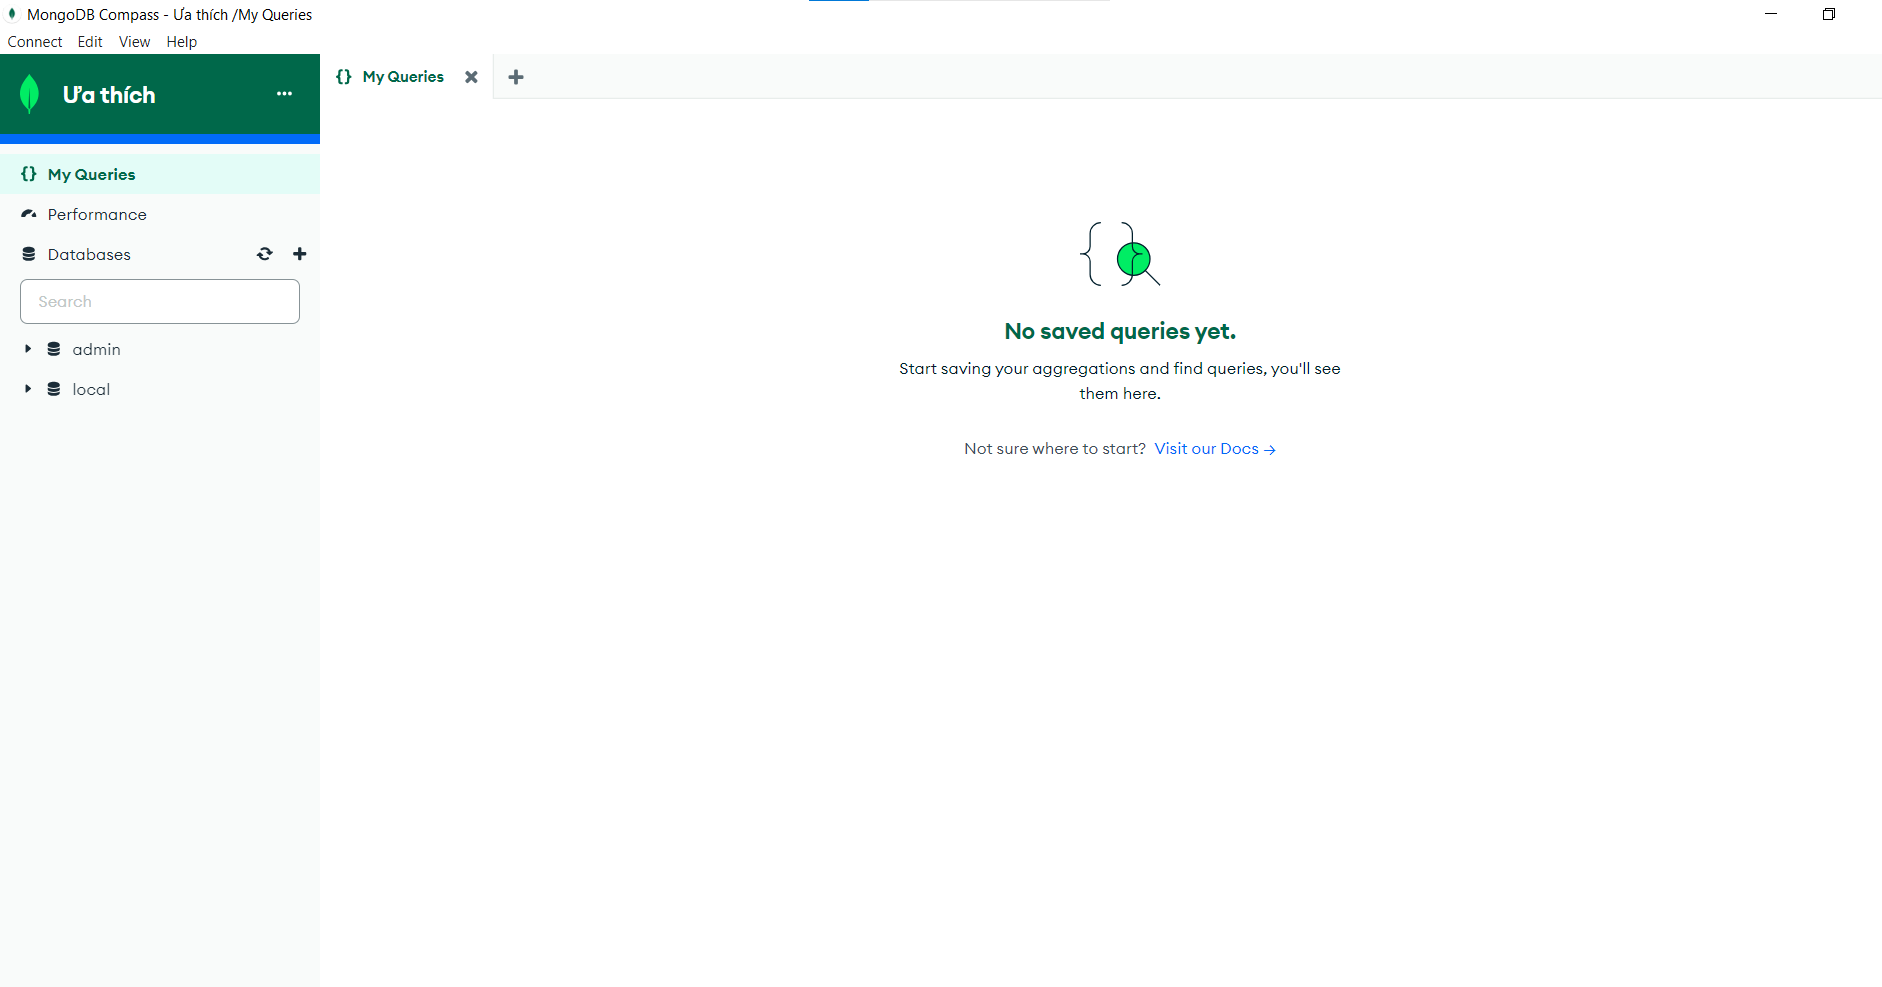 MongoDB Compass - Ưa thích /My Queries
Connect Edit View Help
Ưa thích
{} My Queries
My Queries
Performance
Databases
Search
admin
local
No saved queries yet.
Start saving your aggregations and find queries, you'll see
them here.
Not sure where to start? Visit our Docs →